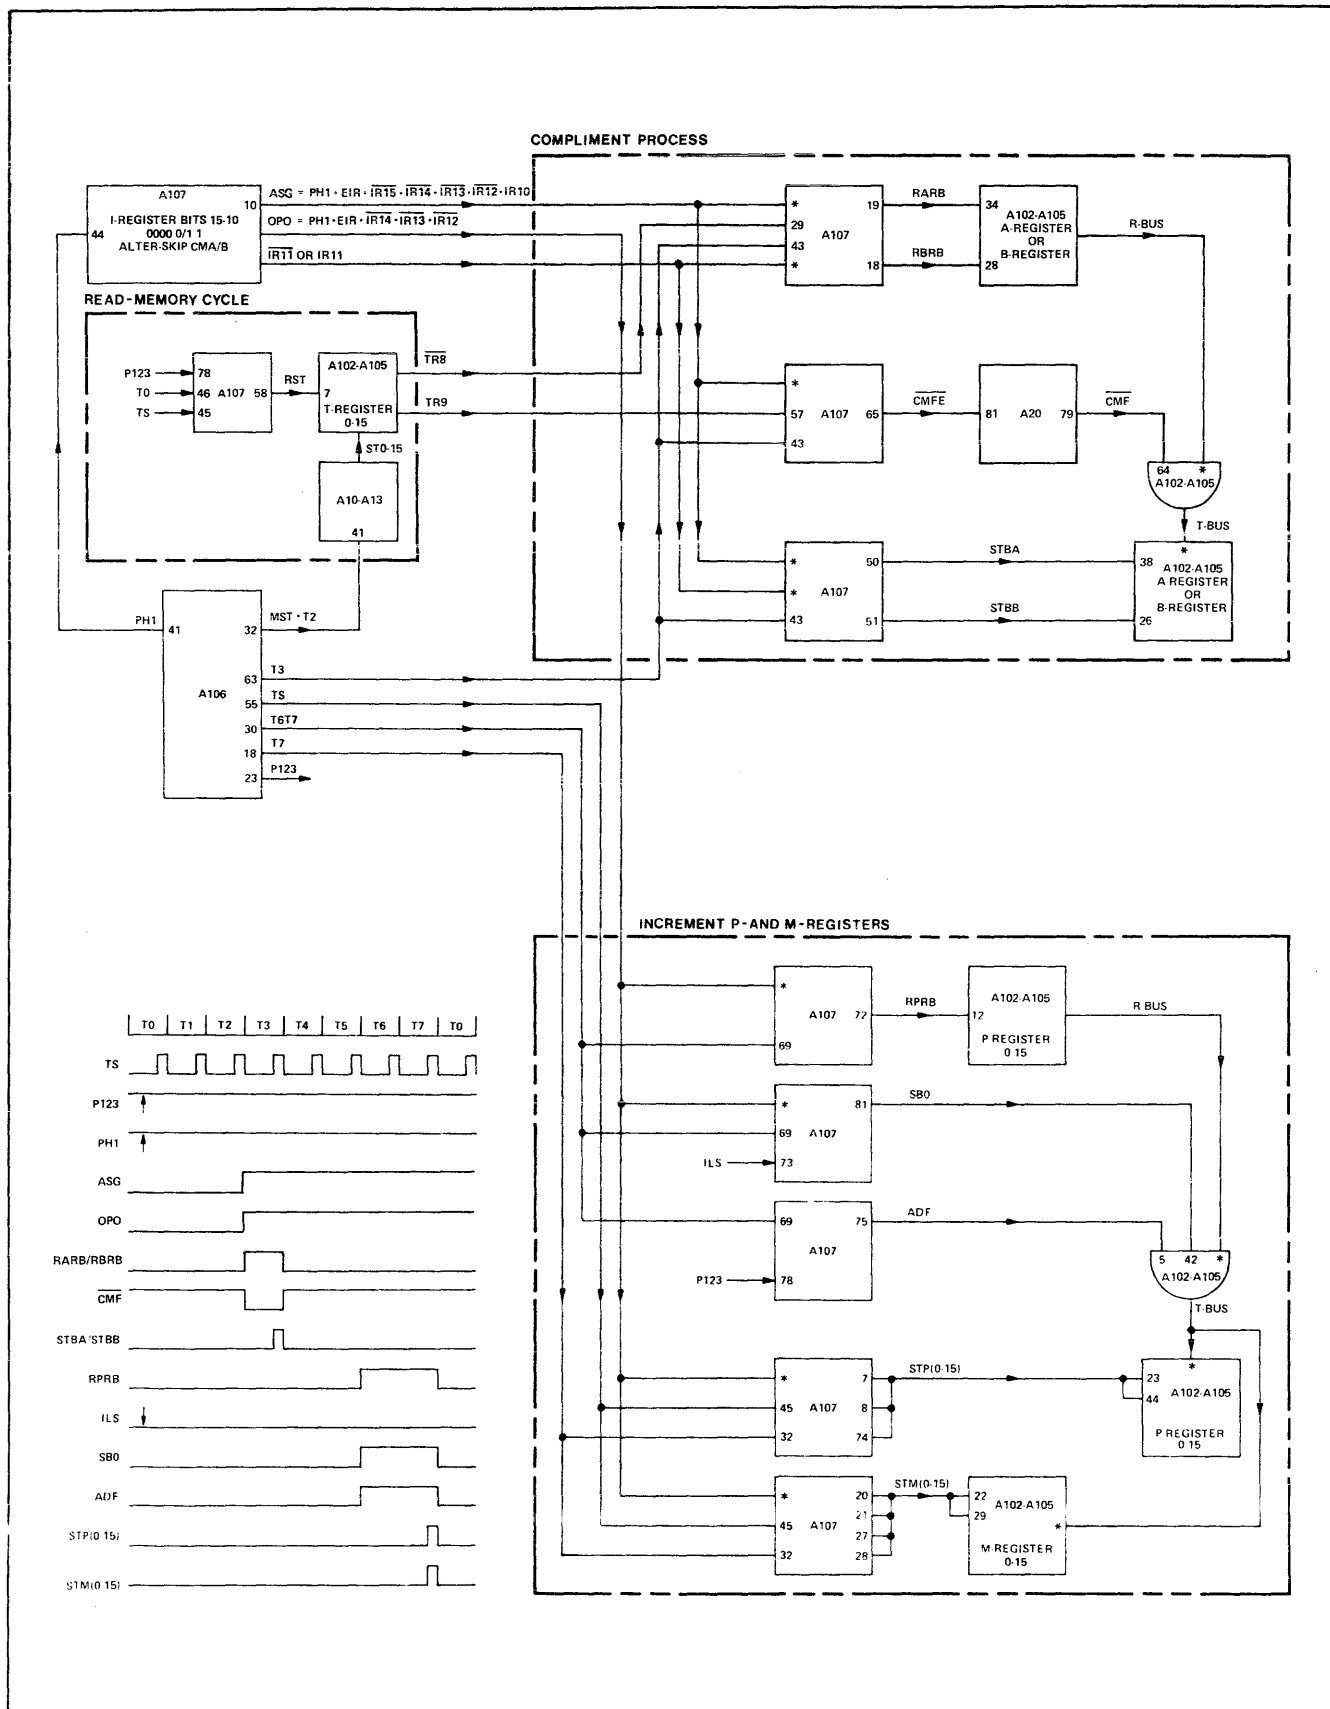 COMPLIMENT PROCESS
A107
I-REGISTER BITS 15-10
0000 0/1 1
ALTER-SKIP CMA/B
44
10
ASG = PH1 · EIR · IR15 · IR14 · IR13 · IR12 · IR10
OPO = PH1 · EIR · IR14 · IR13 · IR12
IR11 OR IR11
*
29
43
*
A107
19
18
RARB
RBRB
34
28
A102-A105
A-REGISTER
OR
B-REGISTER
R-BUS
READ-MEMORY CYCLE
P123
T0
TS
78
46
45
A107
58
RST
A102-A105
7
T-REGISTER
0-15
TR8
TR9
ST0-15
A10-A13
41
*
57
43
A107
65
CMFE
81
A20
79
CMF
64
*
A102-A105
T-BUS
*
*
43
A107
50
51
STBA
STBB
*
38
26
A102-A105
A REGISTER
OR
B-REGISTER
PH1
41
A106
32
63
55
30
18
23
MST · T2
T3
TS
T6T7
T7
P123
INCREMENT P-AND M-REGISTERS
*
69
A107
72
RPRB
12
A102-A105
P REGISTER
0 15
R BUS
*
69
73
ILS
A107
81
SB0
69
78
P123
A107
75
ADF
5
42
*
A102-A105
T-BUS
*
45
32
A107
7
8
74
STP(0-15)
*
23
44
A102-A105
P REGISTER
0 15
*
45
32
A107
20
21
27
28
STM(0-15)
22
29
A102-A105
*
M-REGISTER
0-15
T0 T1 T2 T3 T4 T5 T6 T7 T0
TS
P123
PH1
ASG
OPO
RARB/RBRB
CMF
STBA/STBB
RPRB
ILS
SB0
ADF
STP(0 15)
STM(0 15)